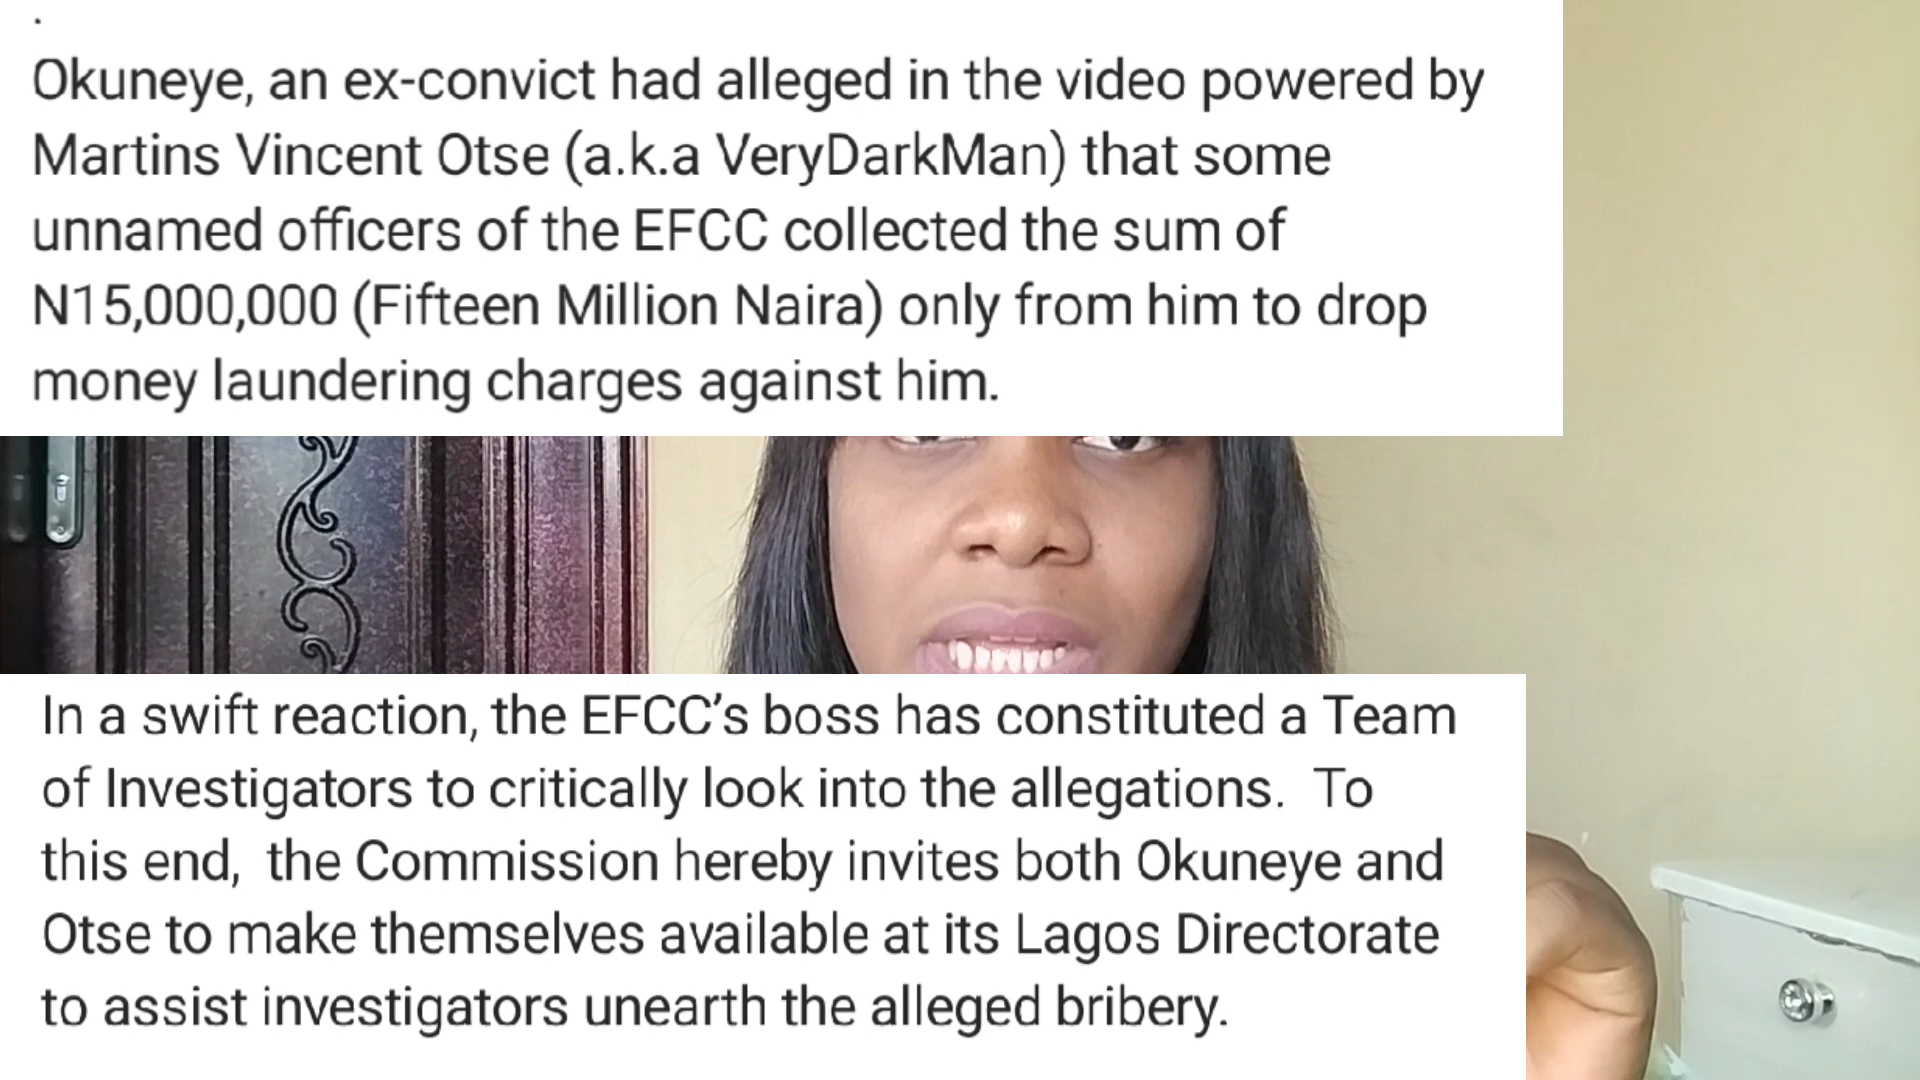 Okuneye, an ex-convict had alleged in the video powered by
Martins Vincent Otse (a.k.a VeryDarkMan) that some
unnamed officers of the EFCC collected the sum of
N15,000,000 (Fifteen Million Naira) only from him to drop
money laundering charges against him.
In a swift reaction, the EFCC’s boss has constituted a Team
of Investigators to critically look into the allegations. To
this end, the Commission hereby invites both Okuneye and
Otse to make themselves available at its Lagos Directorate
to assist investigators unearth the alleged bribery.